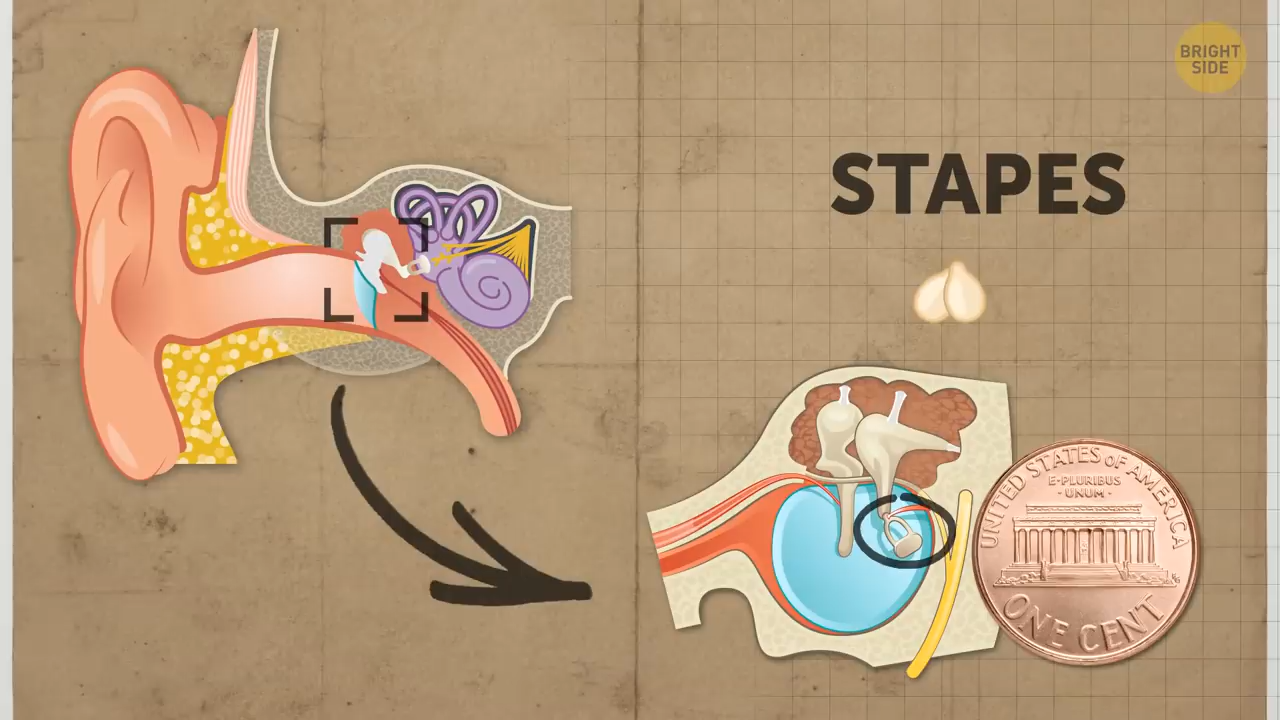 BRIGHT
SIDE
STAPES
UNITED STATES OF AMERICA
E·PLURIBUS
·UNUM·
ONE CENT